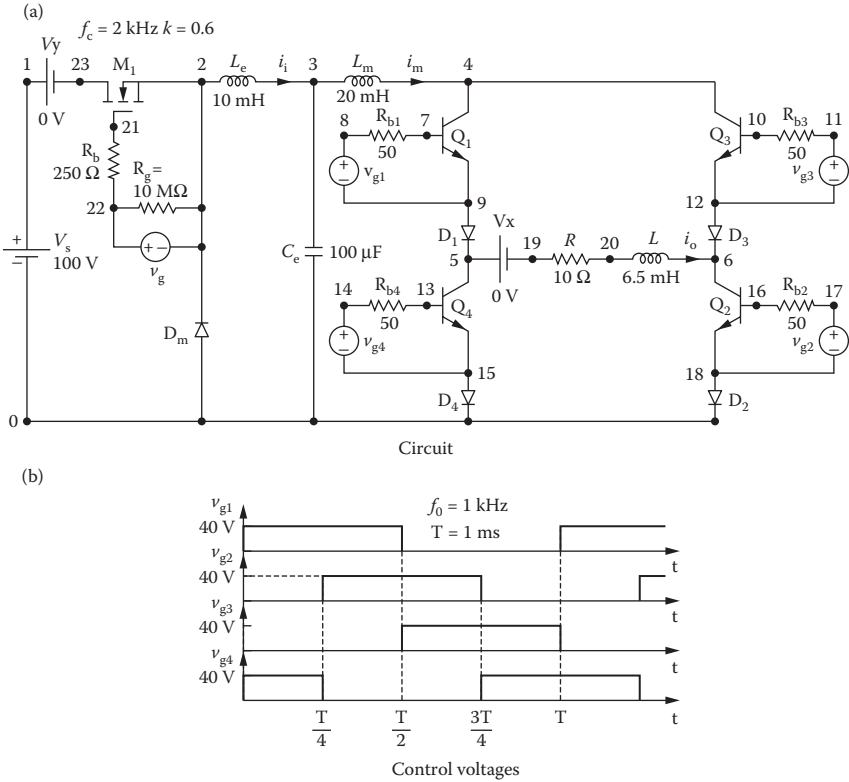 (a)
f_c = 2 kHz k = 0.6
1 Vy 23 M₁ 2 L_e i_i 3 L_m i_m 4
10 mH
20 mH
0 V
21
8 R_b1 7 Q₁
50
v_g1
10 R_b3 11
Q₃
50
v_g3
R_b
250 Ω
R_g =
10 MΩ
22
v_g
9
12
D₁ Vx
D₃
+
−
V_s
100 V
C_e 100 μF
5 19 R 20 L i_o 6
10 Ω
6.5 mH
0 V
14 R_b4 13
50
Q₄
v_g4
16 R_b2 17
Q₂
50
v_g2
D_m
15
18
D₄
D₂
0
Circuit
(b)
v_g1
40 V
f₀ = 1 kHz
T = 1 ms
t
v_g2
40 V
t
v_g3
40 V
t
v_g4
40 V
t
T/4 T/2 3T/4 T
Control voltages